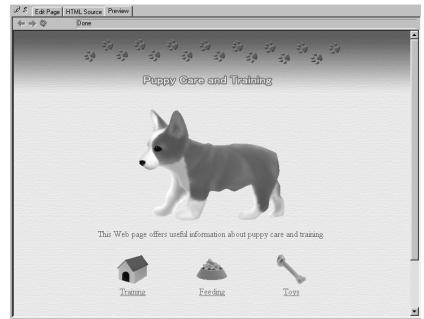 Edit Page HTML Source Preview
Done
Puppy Care and Training
This Web page offers useful information about puppy care and training.
Training Feeding Toys